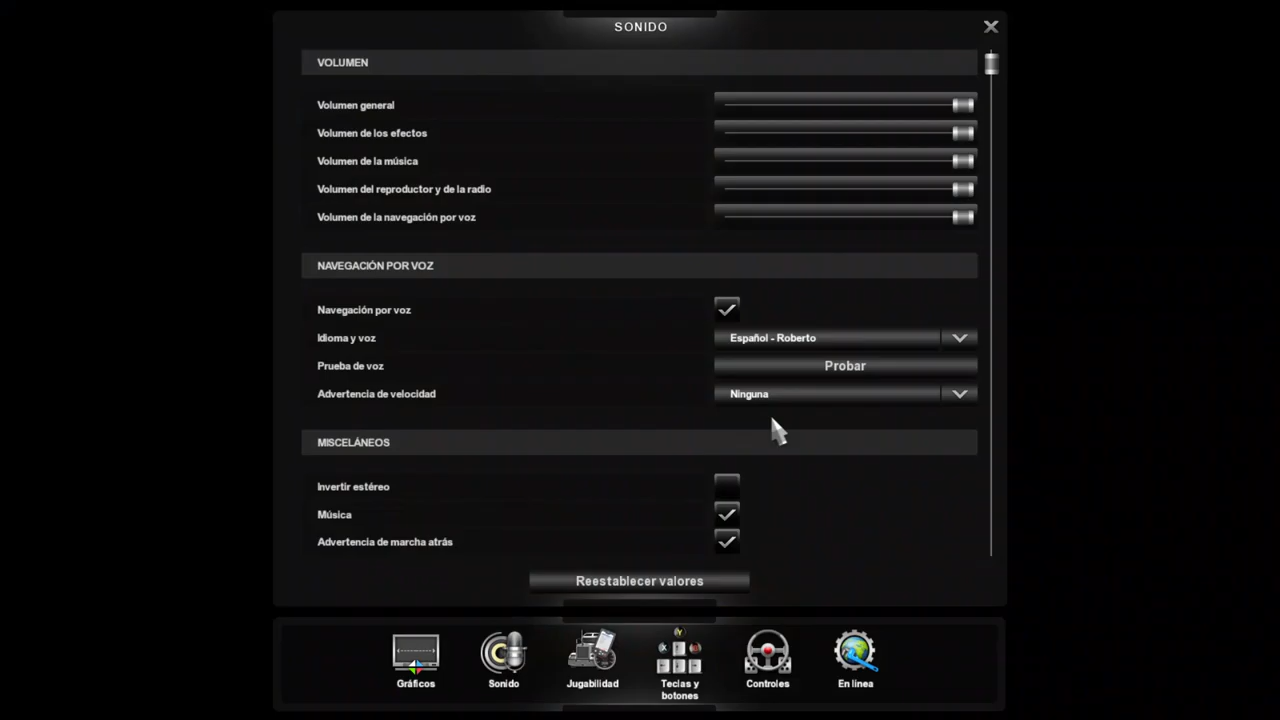 SONIDO
VOLUMEN
Volumen general
Volumen de los efectos
Volumen de la música
Volumen del reproductor y de la radio
Volumen de la navegación por voz
NAVEGACIÓN POR VOZ
Navegación por voz
Idioma y voz
Español - Roberto
Prueba de voz
Probar
Advertencia de velocidad
Ninguna
MISCELÁNEOS
Invertir estéreo
Música
Advertencia de marcha atrás
Reestablecer valores
Gráficos
Sonido
Jugabilidad
Teclas y
botones
Controles
En línea